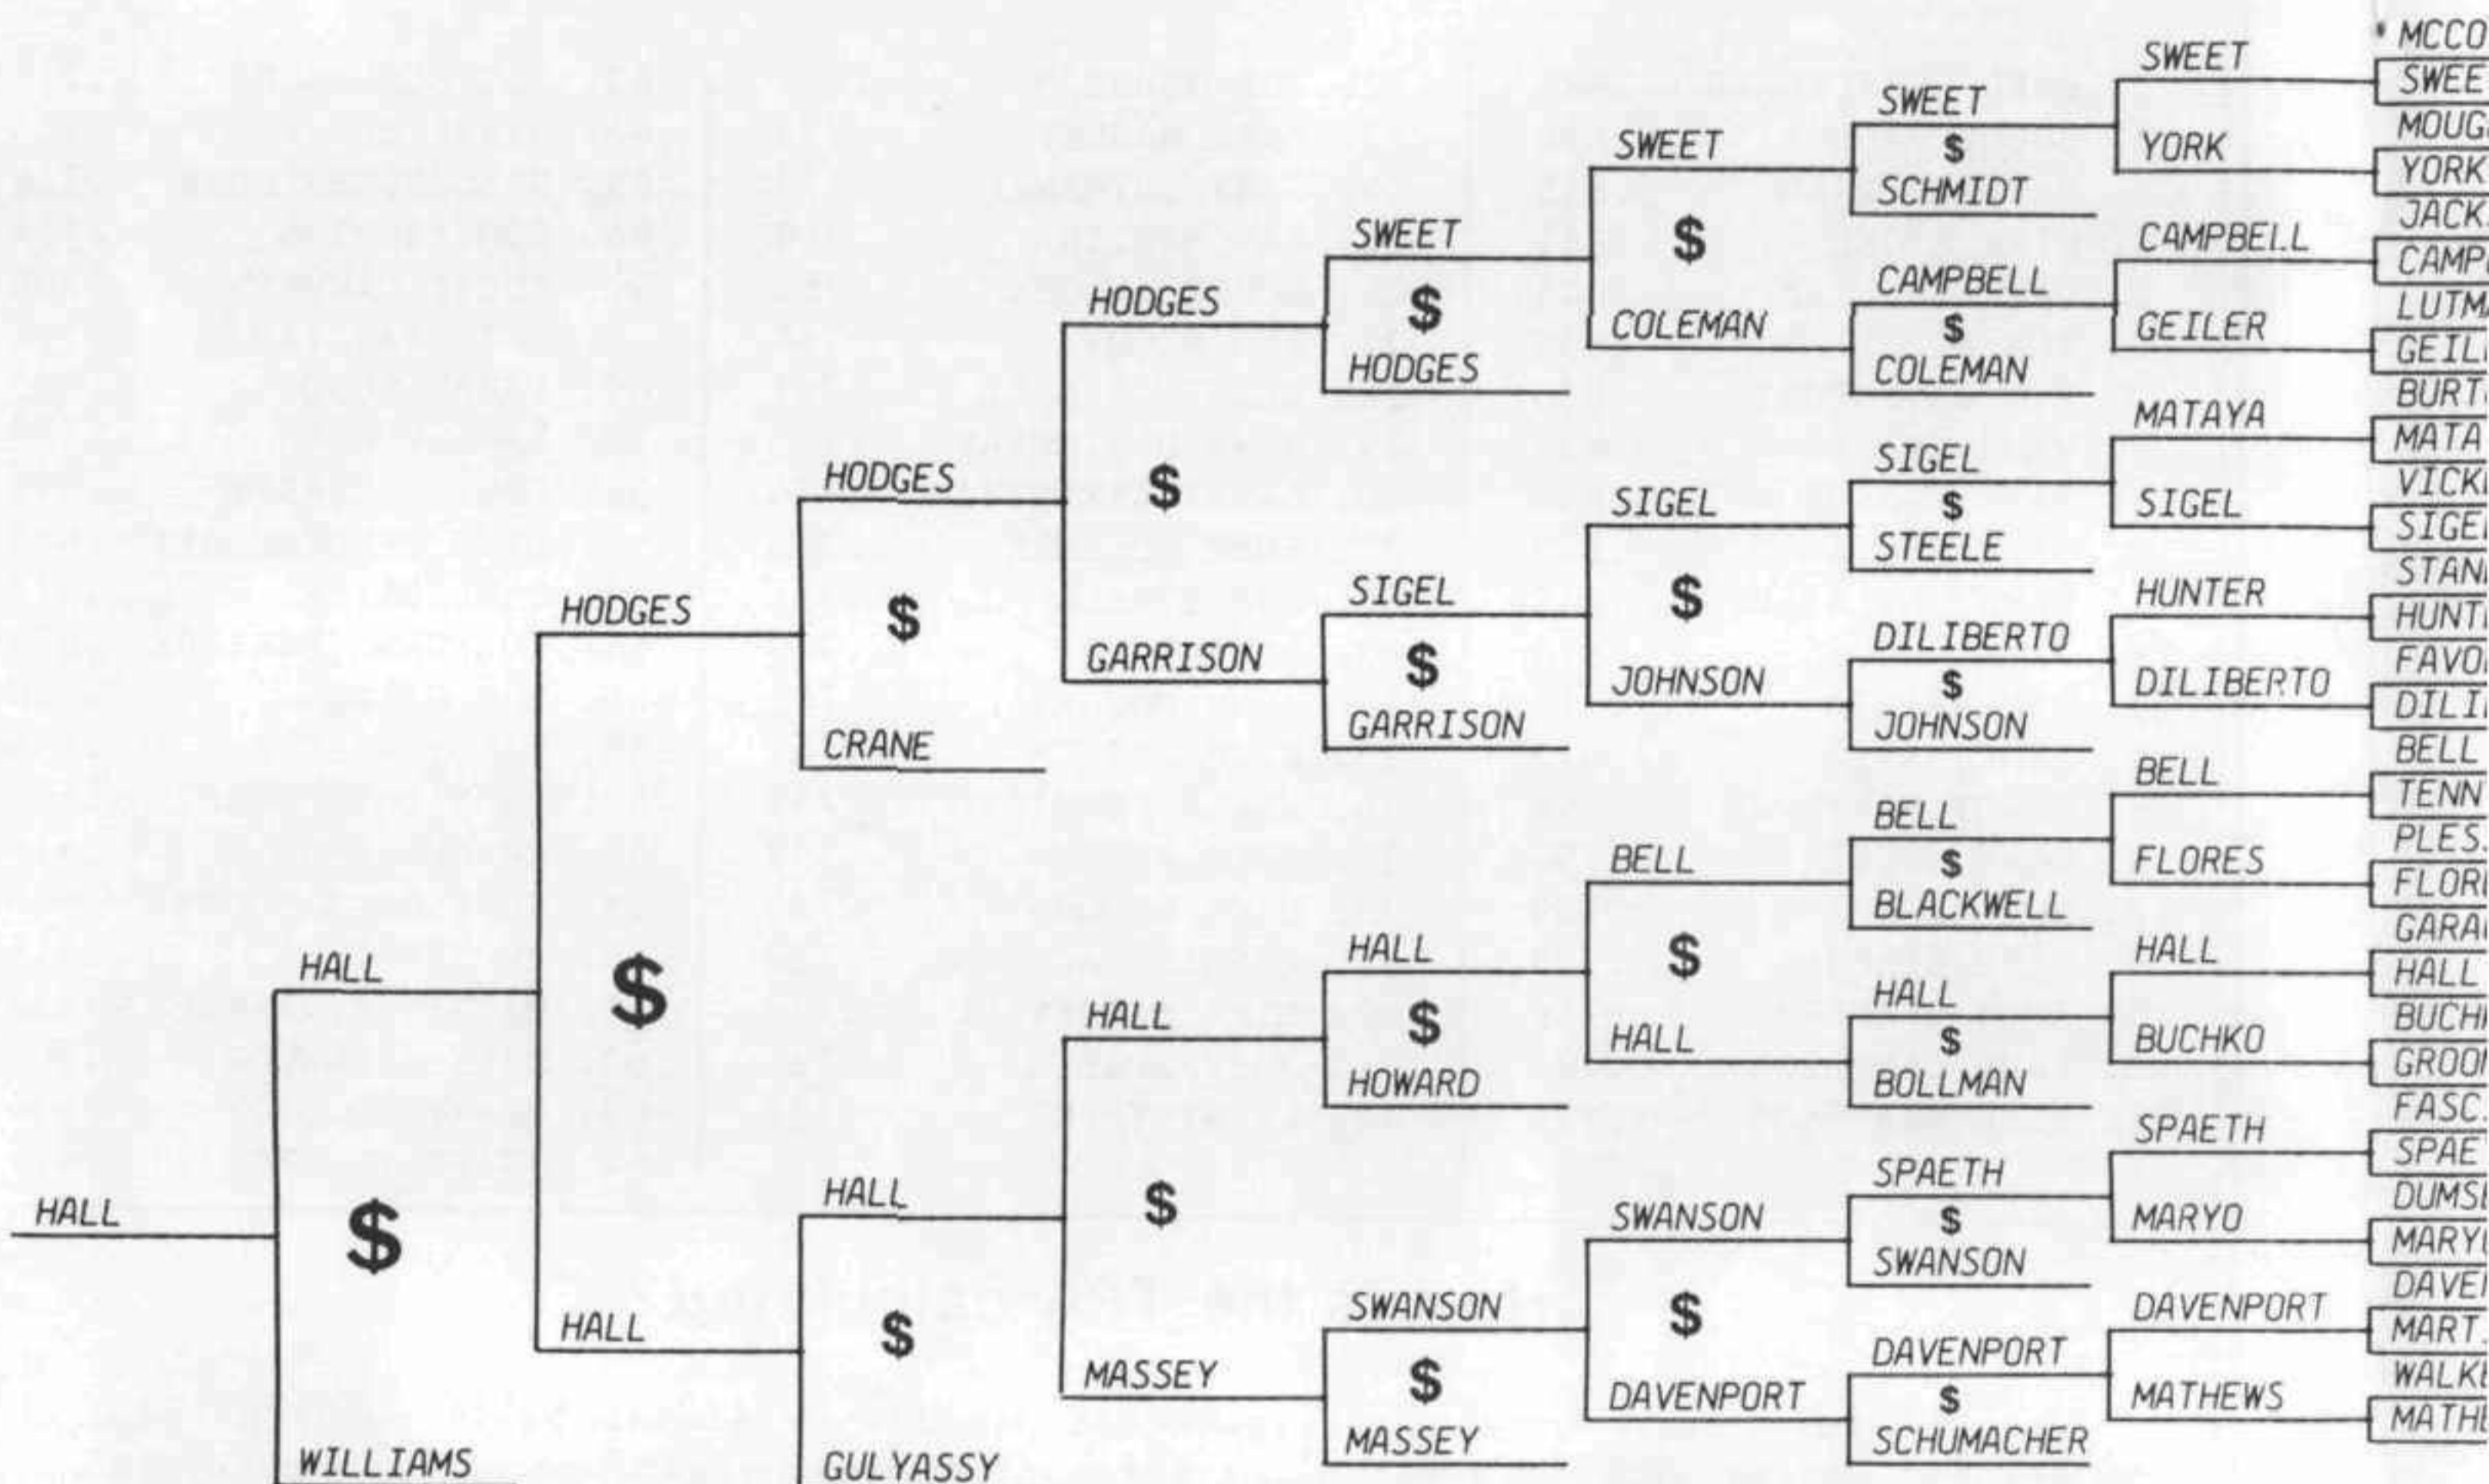 MCCO
SWEET
SWEE
SWEET
MOUG
$
YORK
SWEET
YORK
SCHMIDT
JACK
SWEET
CAMPBELL
$
CAMP
CAMPBELL
LUTM
HODGES
$
COLEMAN
$
GEILER
GEIL
HODGES
COLEMAN
BURT
MATAYA
MATA
SIGEL
HODGES
$
VICK
SIGEL
$
SIGEL
SIGE
STEELE
STAN
SIGEL
$
HUNTER
HODGES
$
HUNT
DILIBERTO
GARRISON
$
JOHNSON
$
DILIBERTO
FAVO
DILI
GARRISON
JOHNSON
CRANE
BELL
BELL
TENN
BELL
PLES
BELL
$
FLORES
FLOR
BLACKWELL
GARA
HALL
$
HALL
HALL
HALL
$
HALL
HALL
$
HALL
$
BUCHKO
BUCH
GROO
HOWARD
BOLLMAN
FASC
SPAETH
SPAE
SPAETH
HALL
$
DUMS
HALL
$
SWANSON
$
MARYO
MARY
SWANSON
DAVE
SWANSON
$
DAVENPORT
HALL
$
MART
DAVENPORT
MASSEY
$
DAVENPORT
$
MATHEWS
WALK
MATH
WILLIAMS
GULYASSY
MASSEY
SCHUMACHER